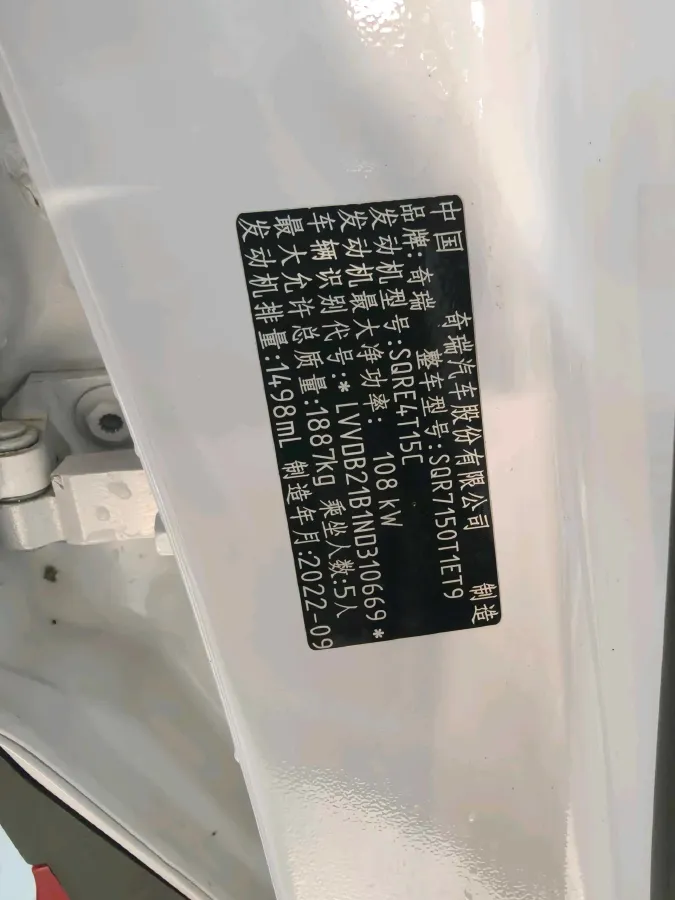 中国 奇瑞汽车股份有限公司 制造
品牌:奇瑞 整车型号:SQR7150T1ET9
发动机型号:SQRE4T15C
发动机最大净功率: 108 KW
车辆识别代号:* LVVDB21B1ND310669 *
最大允许总质量:1887kg 乘坐人数:5人
发动机排量:1498ml 制造年月:2022-09